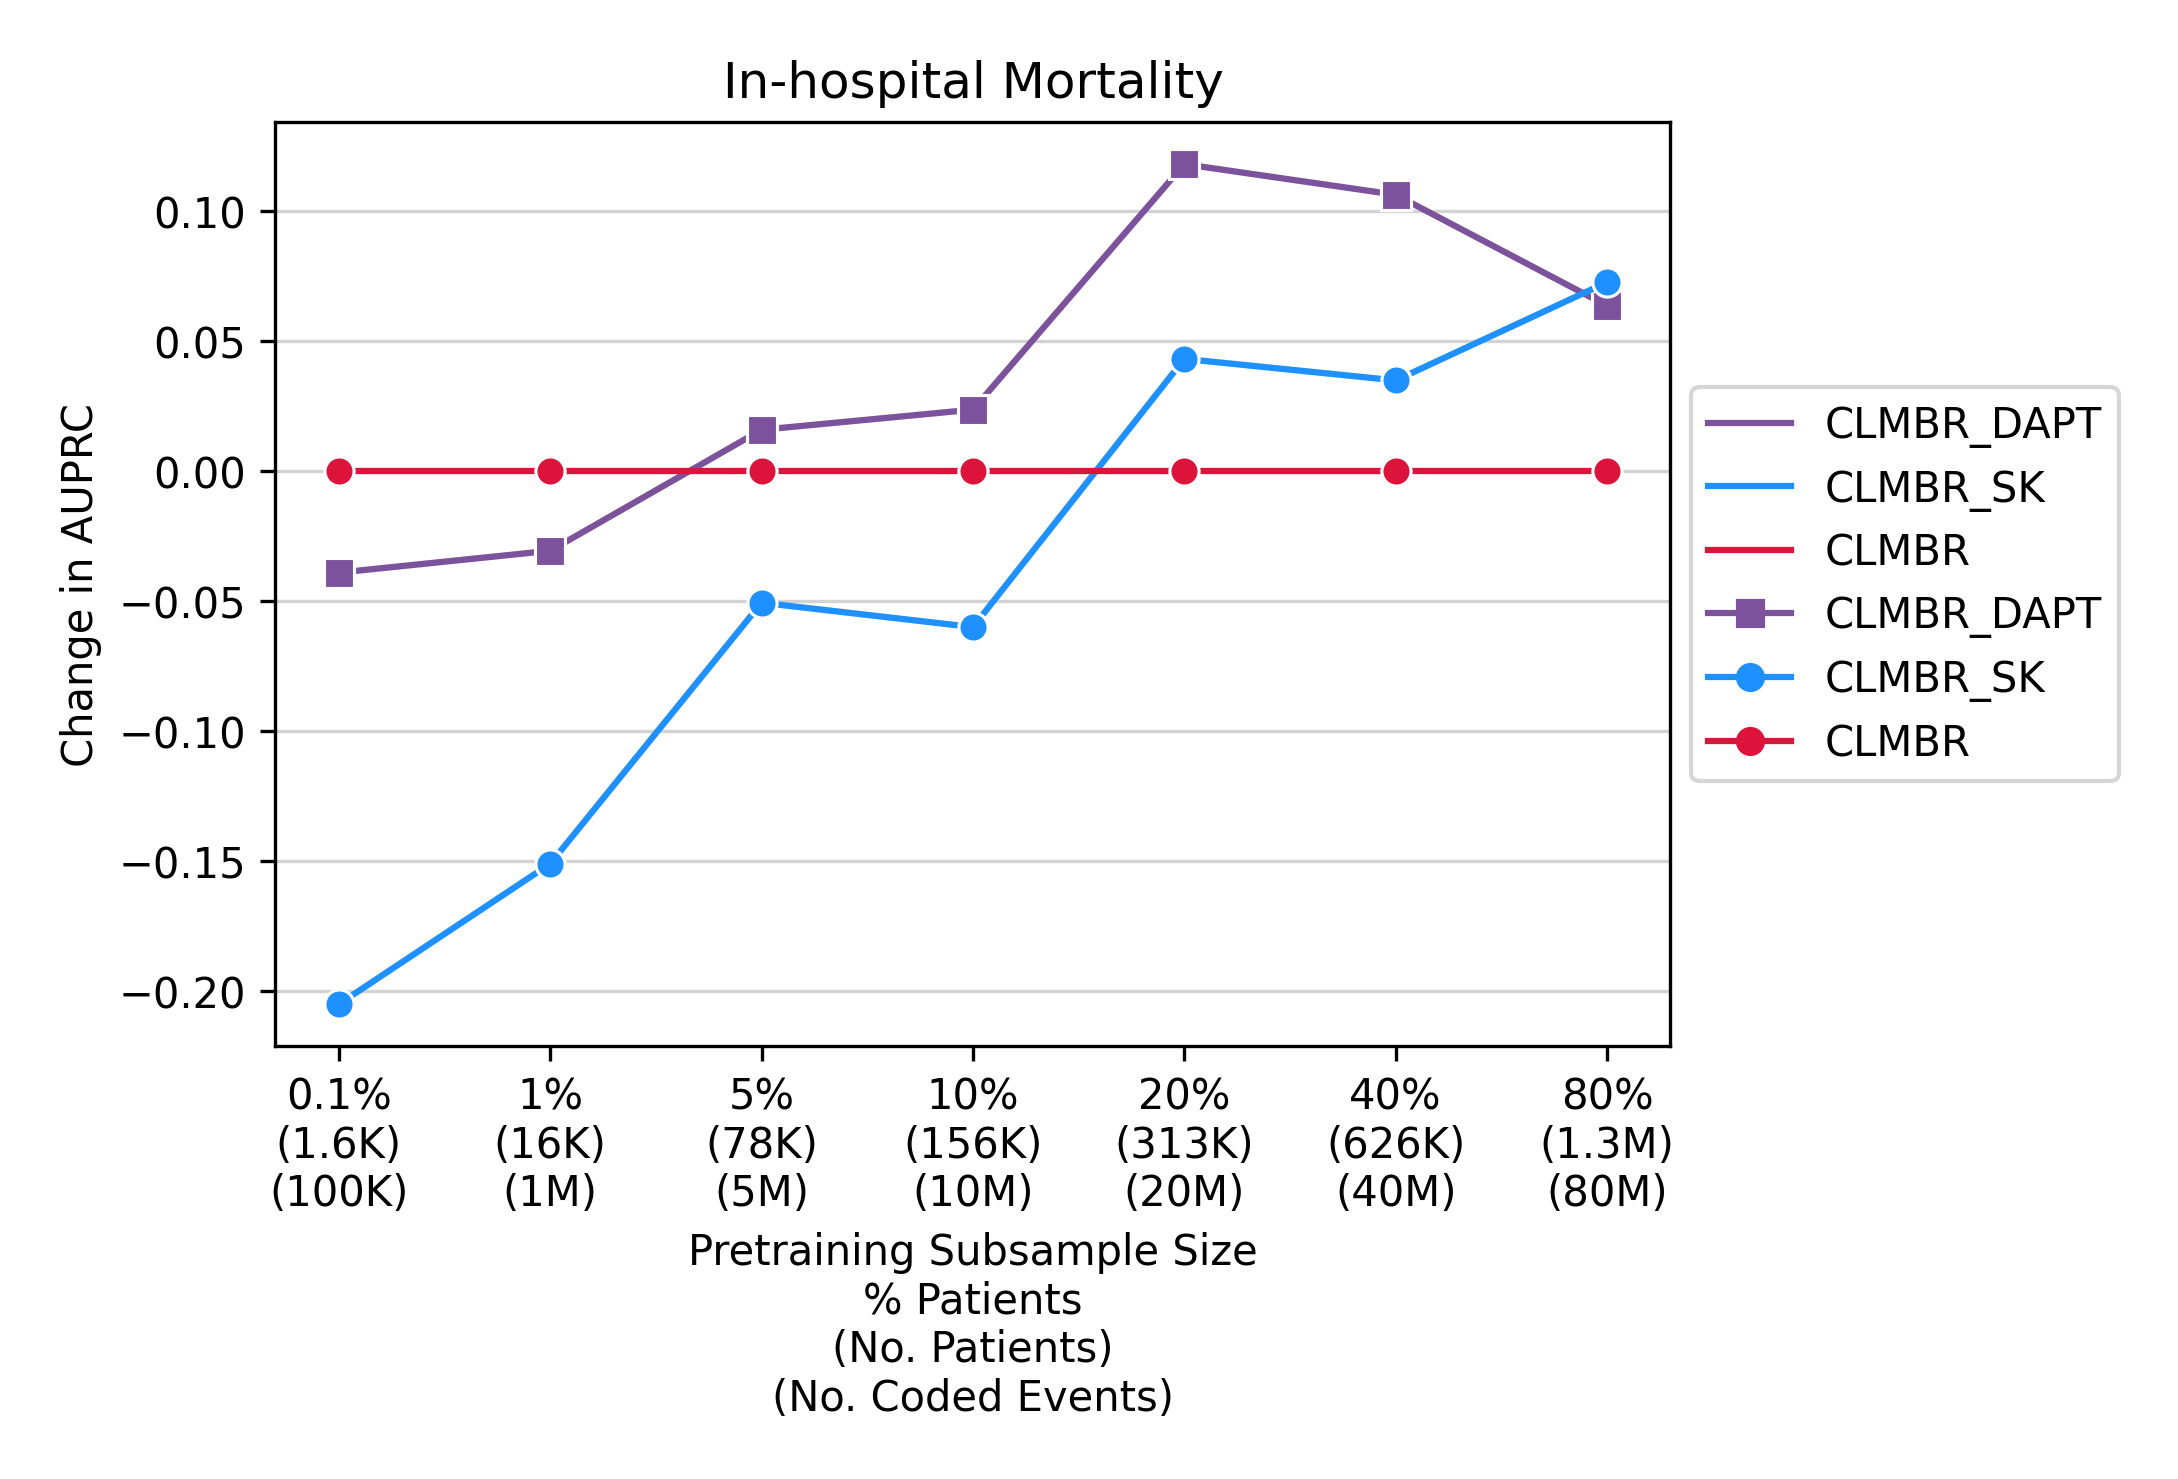 In-hospital Mortality
Change in AUPRC
0.10
0.05
0.00
−0.05
−0.10
−0.15
−0.20
0.1% 1% 5% 10% 20% 40% 80%
(1.6K) (16K) (78K) (156K) (313K) (626K) (1.3M)
(100K) (1M) (5M) (10M) (20M) (40M) (80M)
Pretraining Subsample Size
% Patients
(No. Patients)
(No. Coded Events)
CLMBR_DAPT
CLMBR_SK
CLMBR
CLMBR_DAPT
CLMBR_SK
CLMBR